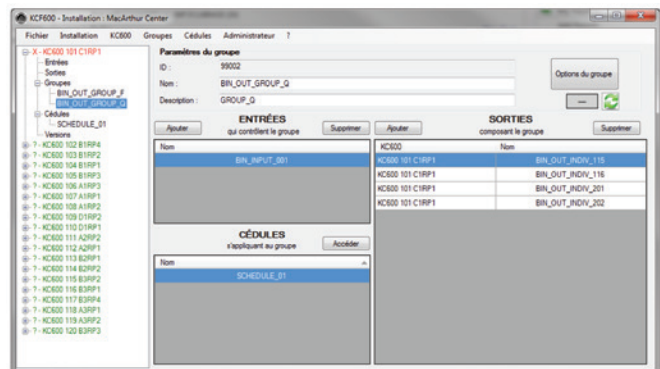 KCF600 - Installation : MacArthur Center
Fichier Installation KC600 Groupes Cédules Administrateur ?
X - KC600 101 C1RP1
Entrées
Sorties
Groupes
BIN_OUT_GROUP_F
BIN_OUT_GROUP_Q
Cédules
SCHEDULE_01
Versions
? - KC600 102 B1RP4
? - KC600 103 B1RP2
? - KC600 104 B1RP1
? - KC600 105 B1RP3
? - KC600 106 A1RP3
? - KC600 107 A1RP1
? - KC600 108 A1RP2
? - KC600 109 D1RP2
? - KC600 110 D1RP1
? - KC600 111 A2RP2
? - KC600 112 A2RP1
? - KC600 113 B2RP1
? - KC600 114 B2RP2
? - KC600 115 B3RP2
? - KC600 116 B3RP1
? - KC600 117 B3RP4
? - KC600 118 A3RP1
? - KC600 119 A3RP2
? - KC600 120 B3RP3
Paramètres du groupe
ID : 99002
Nom : BIN_OUT_GROUP_Q
Description : GROUP_Q
Options du groupe
---
Ajouter
ENTRÉES
qui contrôlent le groupe
Supprimer
Nom
BIN_INPUT_001
CÉDULES
s'appliquent au groupe
Accéder
Nom
SCHEDULE_01
Ajouter
SORTIES
composant le groupe
Supprimer
KC600 Nom
KC600 101 C1RP1 BIN_OUT_INDIV_115
KC600 101 C1RP1 BIN_OUT_INDIV_116
KC600 101 C1RP1 BIN_OUT_INDIV_201
KC600 101 C1RP1 BIN_OUT_INDIV_202